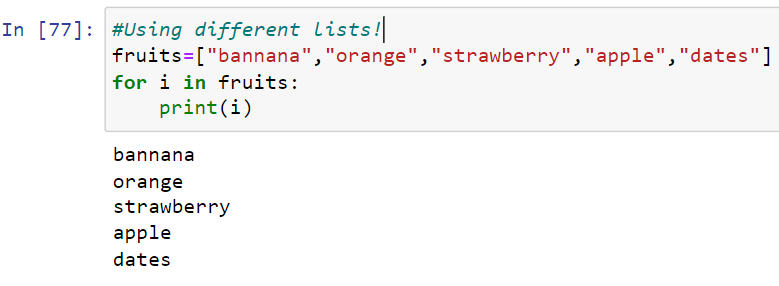 In [77]: #Using different lists!
fruits=["bannana","orange","strawberry","apple","dates"]
for i in fruits:
    print(i)
bannana
orange
strawberry
apple
dates